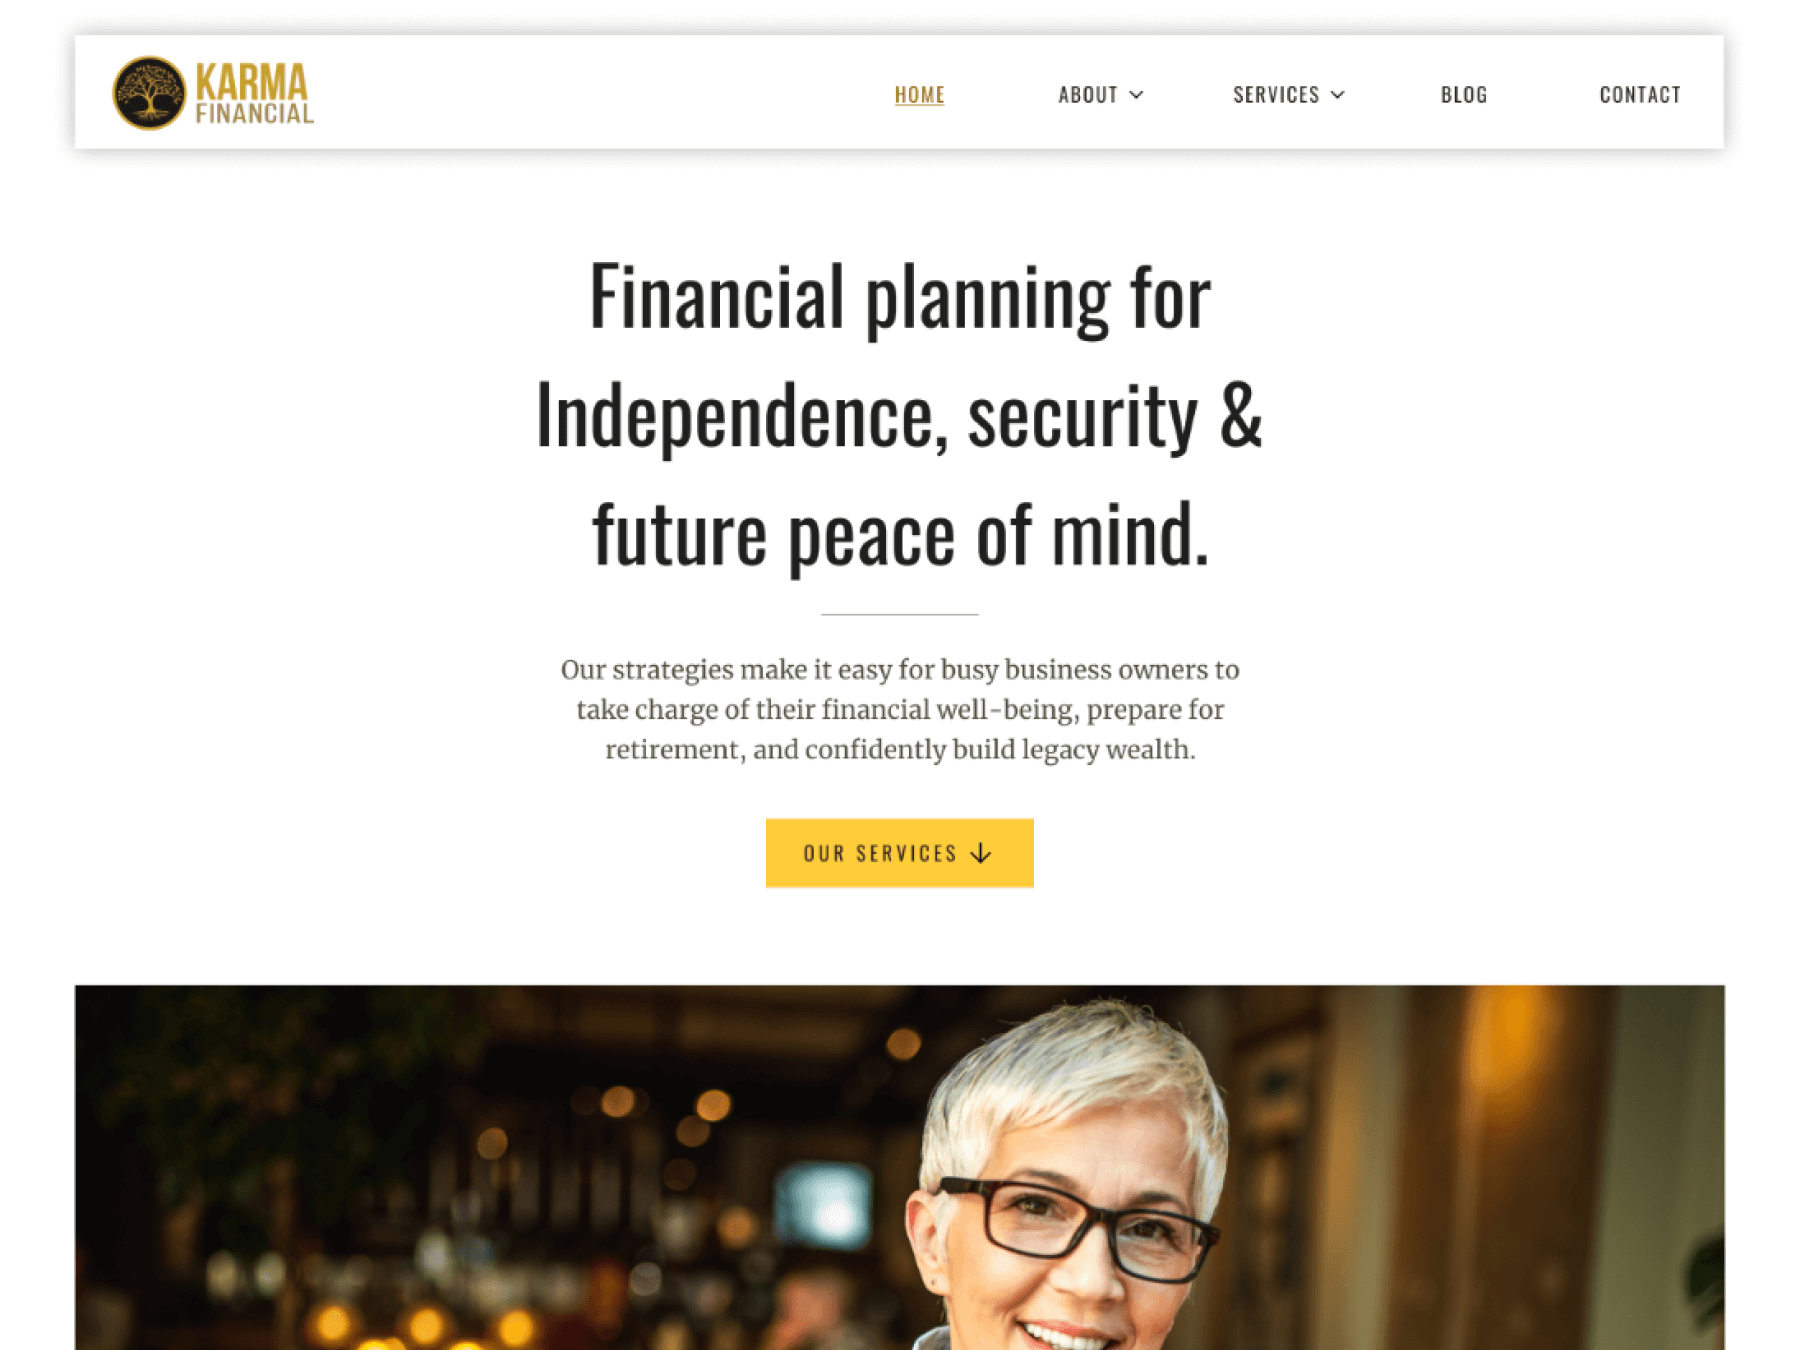 KARMA
FINANCIAL
HOME
ABOUT
SERVICES
BLOG
CONTACT
Financial planning for
Independence, security &
future peace of mind.
Our strategies make it easy for busy business owners to
take charge of their financial well-being, prepare for
retirement, and confidently build legacy wealth.
OUR SERVICES